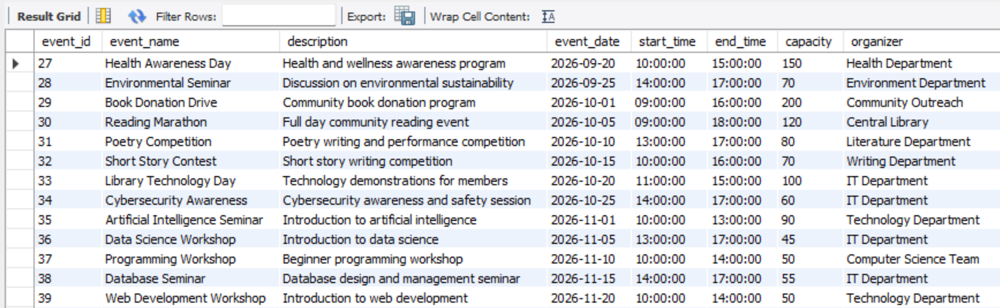 Result Grid Filter Rows: Export: Wrap Cell Content: IA
event_id event_name description event_date start_time end_time capacity organizer
27 Health Awareness Day Health and wellness awareness program 2026-09-20 10:00:00 15:00:00 150 Health Department
28 Environmental Seminar Discussion on environmental sustainability 2026-09-25 14:00:00 17:00:00 70 Environment Department
29 Book Donation Drive Community book donation program 2026-10-01 09:00:00 16:00:00 200 Community Outreach
30 Reading Marathon Full day community reading event 2026-10-05 09:00:00 18:00:00 120 Central Library
31 Poetry Competition Poetry writing and performance competition 2026-10-10 13:00:00 17:00:00 80 Literature Department
32 Short Story Contest Short story writing competition 2026-10-15 10:00:00 16:00:00 70 Writing Department
33 Library Technology Day Technology demonstrations for members 2026-10-20 11:00:00 15:00:00 100 IT Department
34 Cybersecurity Awareness Cybersecurity awareness and safety session 2026-10-25 14:00:00 17:00:00 60 IT Department
35 Artificial Intelligence Seminar Introduction to artificial intelligence 2026-11-01 10:00:00 13:00:00 90 Technology Department
36 Data Science Workshop Introduction to data science 2026-11-05 13:00:00 17:00:00 45 IT Department
37 Programming Workshop Beginner programming workshop 2026-11-10 10:00:00 14:00:00 50 Computer Science Team
38 Database Seminar Database design and management seminar 2026-11-15 14:00:00 17:00:00 55 IT Department
39 Web Development Workshop Introduction to web development 2026-11-20 10:00:00 14:00:00 50 Technology Department